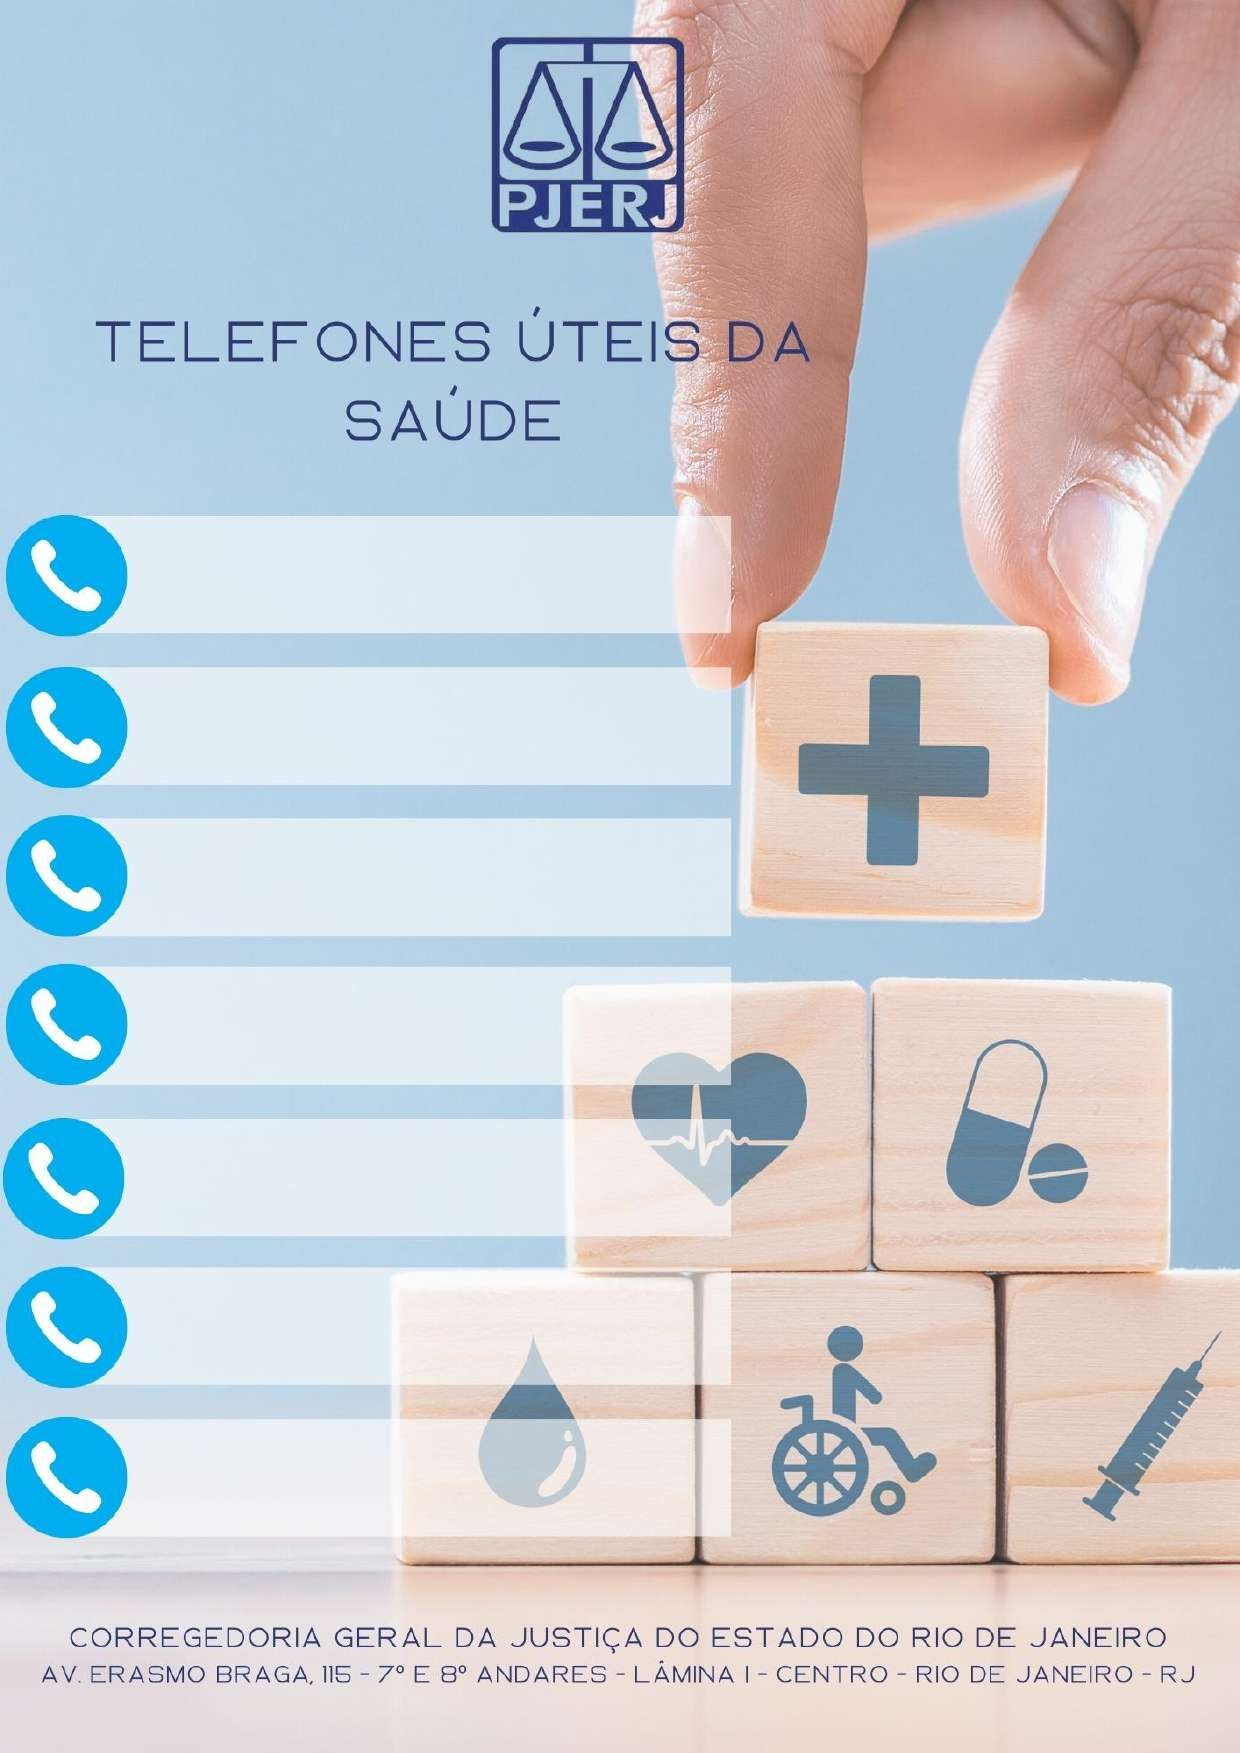 PJERJ
TELEFONES ÚTEIS DA
SAÚDE
CORREGEDORIA GERAL DA JUSTIÇA DO ESTADO DO RIO DE JANEIRO
AV. ERASMO BRAGA, 115 - 7º E 8º ANDARES - LÂMINA I - CENTRO - RIO DE JANEIRO - RJ